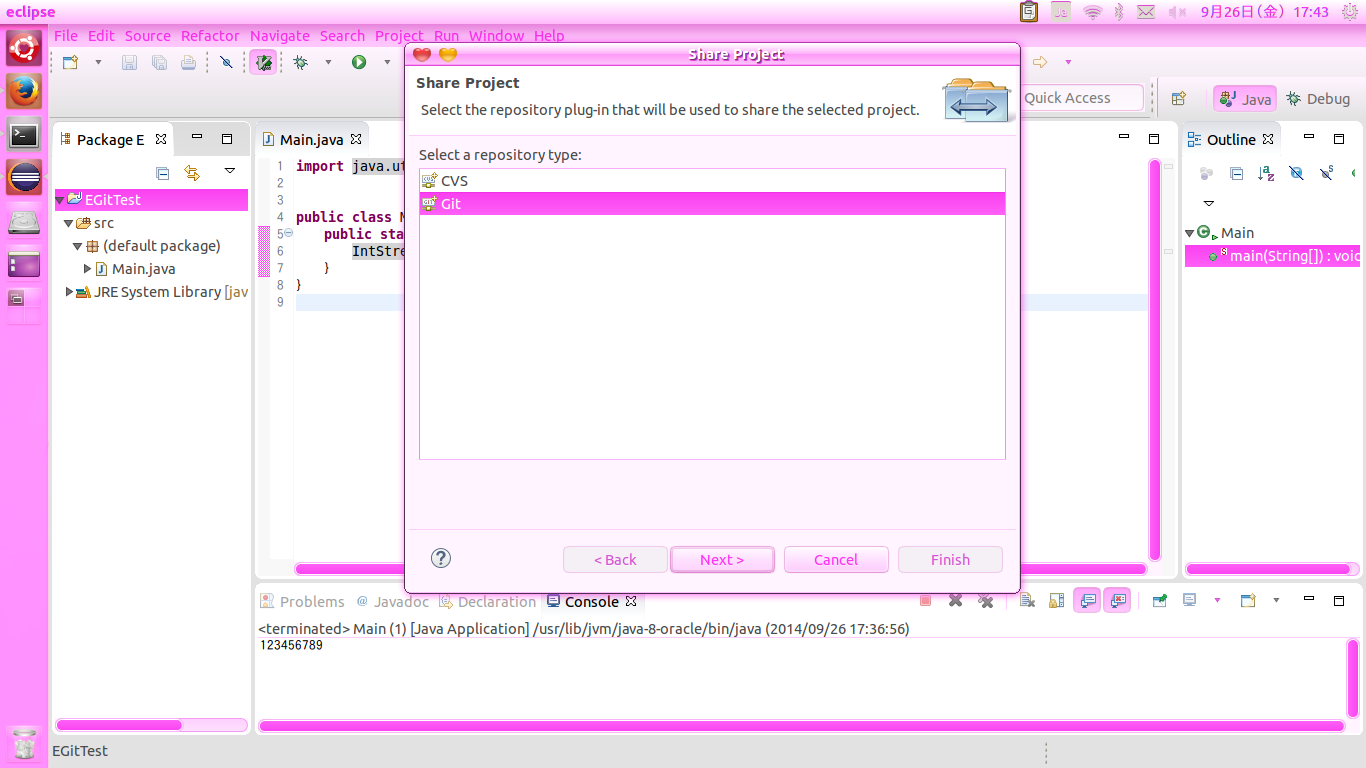 eclipse
Ja
9月26日(金) 17:43
File Edit Source Refactor Navigate Search Project Run Window Help
Share Project
Share Project
Select the repository plug-in that will be used to share the selected project.
Quick Access
Java
Debug
Package E
Main.java
Outline
Select a repository type:
CVS
Git
EGitTest
src
(default package)
Main.java
JRE System Library [jav
1 import java.ut
2
3
4 public class M
5 public sta
6 IntStre
7 }
8 }
9
Main
main(String[]) : void
< Back
Next >
Cancel
Finish
Problems
Javadoc
Declaration
Console
<terminated> Main (1) [Java Application] /usr/lib/jvm/java-8-oracle/bin/java (2014/09/26 17:36:56)
123456789
EGitTest